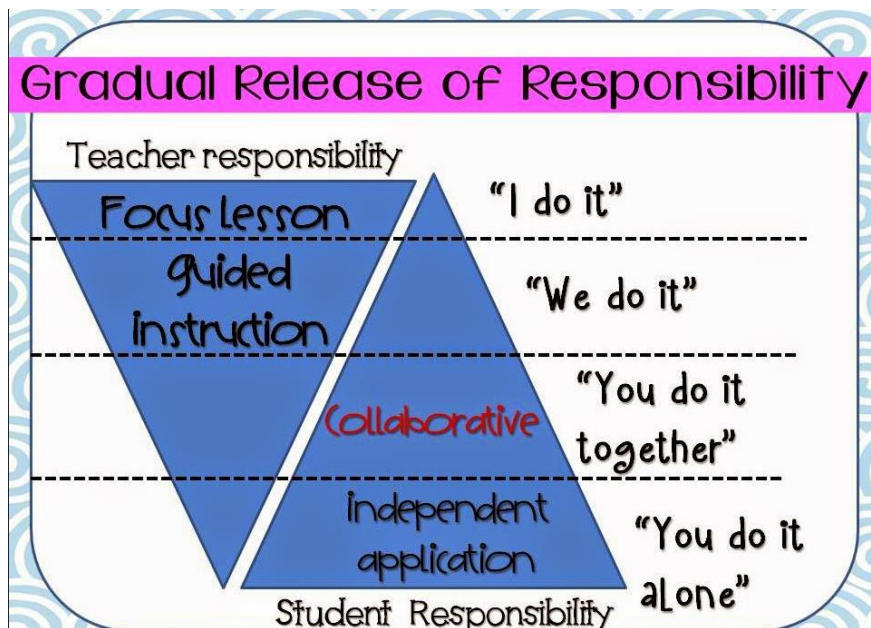 Gradual Release of Responsibility
Teacher responsibility
Focus lesson
"I do it"
guided
instruction
"We do it"
Collaborative
"You do it
together"
independent
application
"You do it
alone"
Student Responsibility